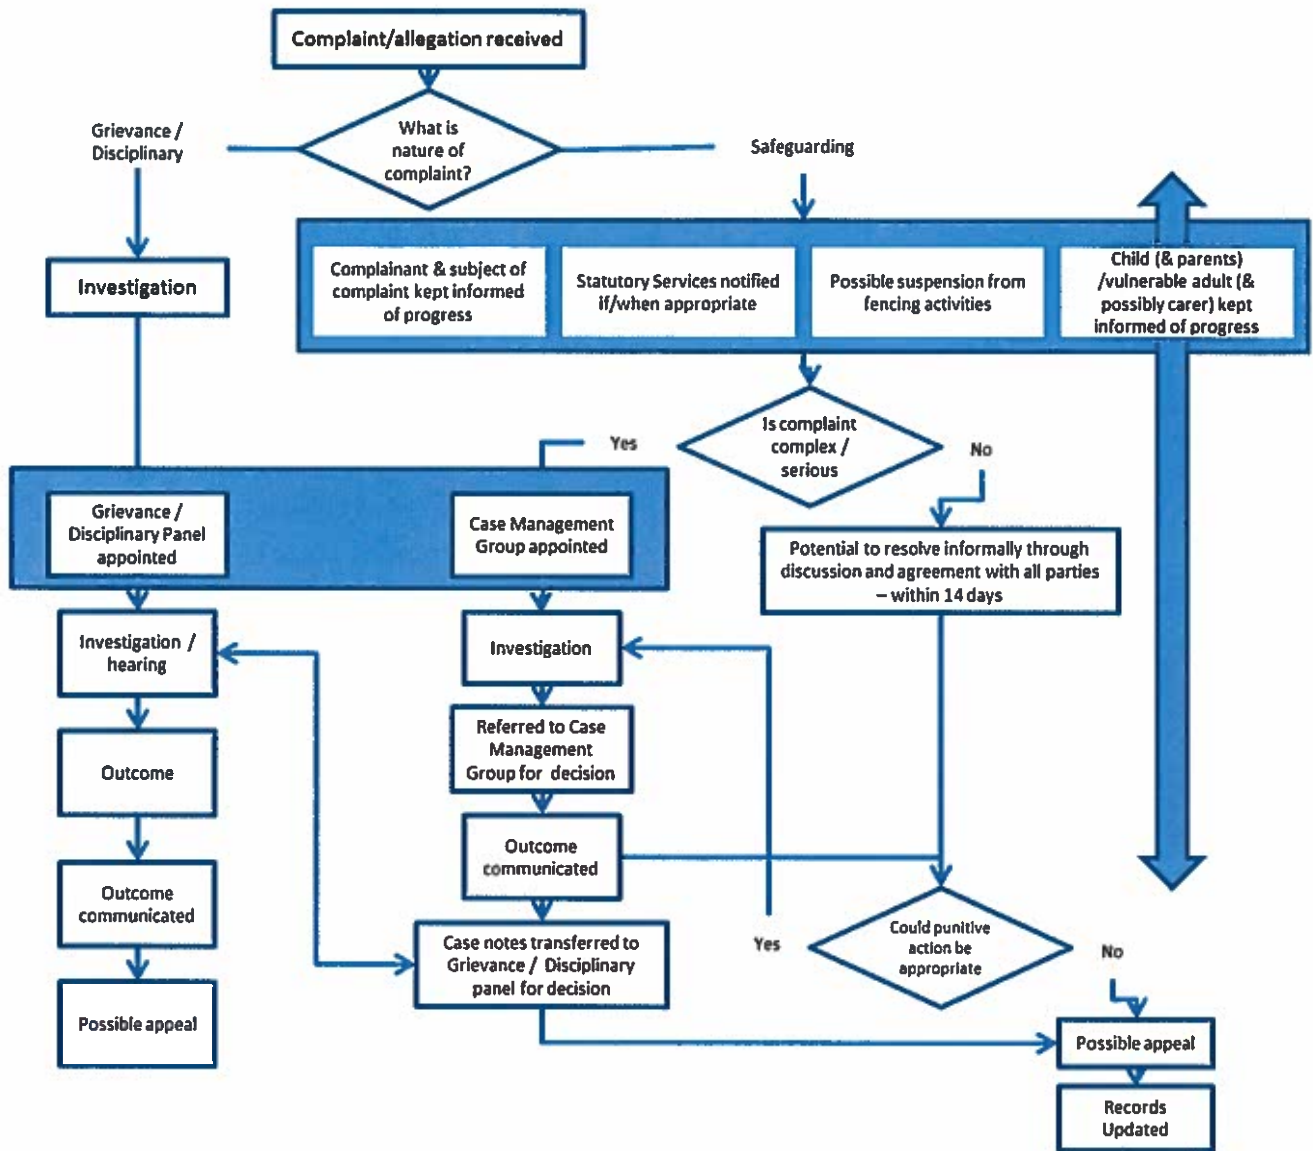 Complaint/allegation received
What is
nature of
complaint?
Grievance /
Disciplinary
Safeguarding
Investigation
Complainant & subject of
complaint kept informed
of progress
Statutory Services notified
if/when appropriate
Possible suspension from
fencing activities
Child (& parents)
/vulnerable adult (&
possibly carer) kept
informed of progress
Is complaint
complex /
serious
Yes
No
Grievance /
Disciplinary Panel
appointed
Case Management
Group appointed
Potential to resolve informally through
discussion and agreement with all parties
– within 14 days
Investigation /
hearing
Investigation
Referred to Case
Management
Group for decision
Outcome
Outcome
communicated
Outcome
communicated
Could punitive
action be
appropriate
Yes
No
Case notes transferred to
Grievance / Disciplinary
panel for decision
Possible appeal
Possible appeal
Records
Updated